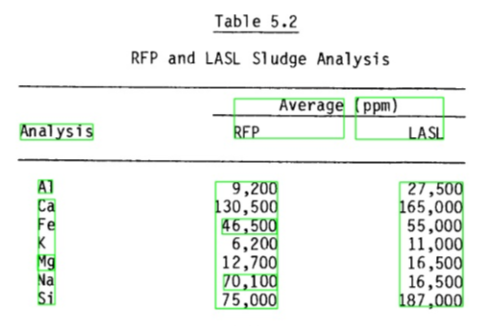 Table 5.2
RFP and LASL Sludge Analysis
Average (ppm)
Analysis RFP LASL
Al 9,200 27,500
Ca 130,500 165,000
Fe 46,500 55,000
K 6,200 11,000
Mg 12,700 16,500
Na 70,100 16,500
Si 75,000 187,000